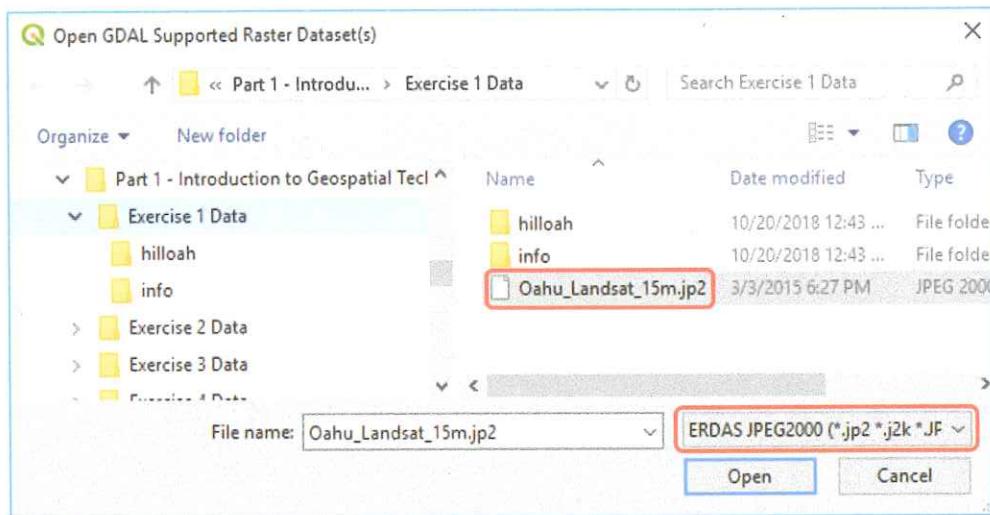 Open GDAL Supported Raster Dataset(s)
« Part 1 - Introdu... > Exercise 1 Data
Search Exercise 1 Data
Organize
New folder
Part 1 - Introduction to Geospatial Tecl
Exercise 1 Data
hilloah
info
Exercise 2 Data
Exercise 3 Data
Name Date modified Type
hilloah 10/20/2018 12:43 ... File folde
info 10/20/2018 12:43 ... File folde
Oahu_Landsat_15m.jp2 3/3/2015 6:27 PM JPEG 200
File name: Oahu_Landsat_15m.jp2
ERDAS JPEG2000 (*.jp2 *.j2k *.JP
Open Cancel